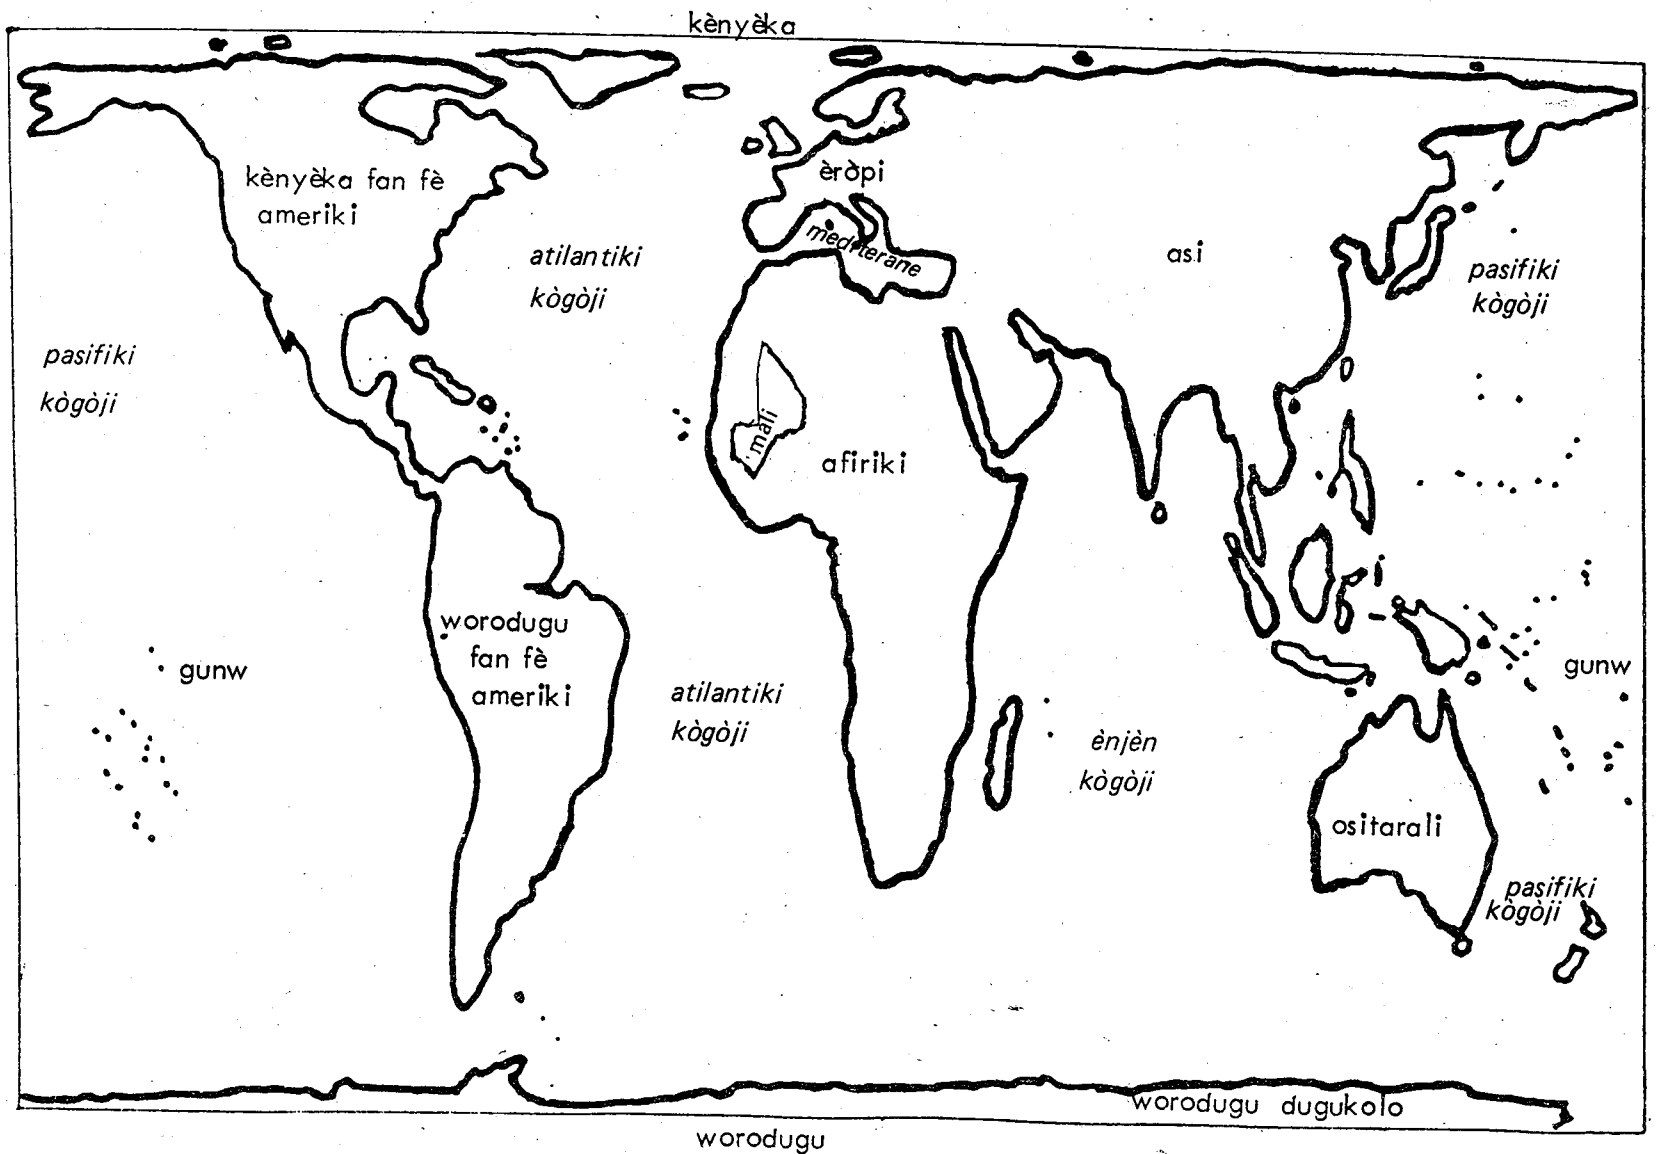 kènyèka
kènyèka fan fè
ameriki
èròpi
mediterane
atilantiki
kògòji
asi
pasifiki
kògòji
pasifiki
kògòji
mali
afiriki
worodugu
fan fè
ameriki
gunw
gunw
atilantiki
kògòji
ènjèn
kògòji
ositarali
pasifiki
kògòji
worodugu dugukolo
worodugu